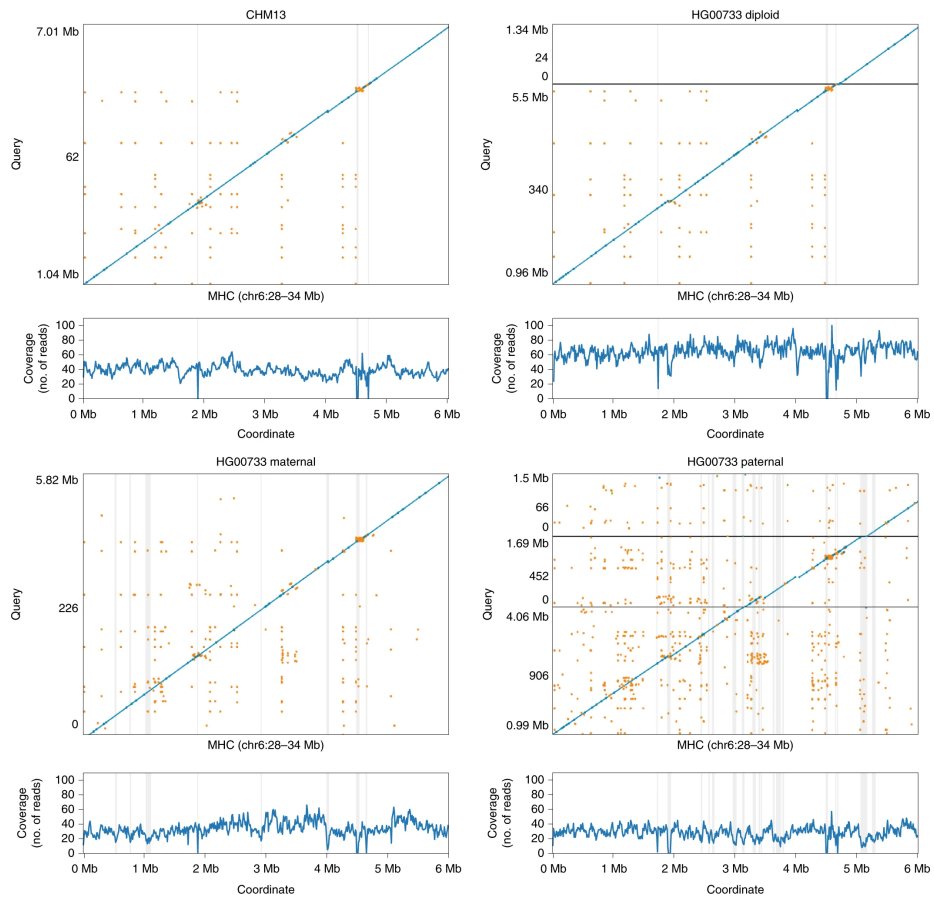 CHM13
7.01 Mb
62
1.04 Mb
Query
MHC (chr6:28–34 Mb)
100
80
60
40
20
0
Coverage
(no. of reads)
0 Mb 1 Mb 2 Mb 3 Mb 4 Mb 5 Mb 6 Mb
Coordinate
HG00733 diploid
1.34 Mb
24
0
5.5 Mb
340
0.96 Mb
Query
MHC (chr6:28–34 Mb)
100
80
60
40
20
0
Coverage
(no. of reads)
0 Mb 1 Mb 2 Mb 3 Mb 4 Mb 5 Mb 6 Mb
Coordinate
HG00733 maternal
5.82 Mb
226
0
Query
MHC (chr6:28–34 Mb)
100
80
60
40
20
0
Coverage
(no. of reads)
0 Mb 1 Mb 2 Mb 3 Mb 4 Mb 5 Mb 6 Mb
Coordinate
HG00733 paternal
1.5 Mb
66
0
1.69 Mb
452
0
4.06 Mb
906
0.99 Mb
Query
MHC (chr6:28–34 Mb)
100
80
60
40
20
0
Coverage
(no. of reads)
0 Mb 1 Mb 2 Mb 3 Mb 4 Mb 5 Mb 6 Mb
Coordinate